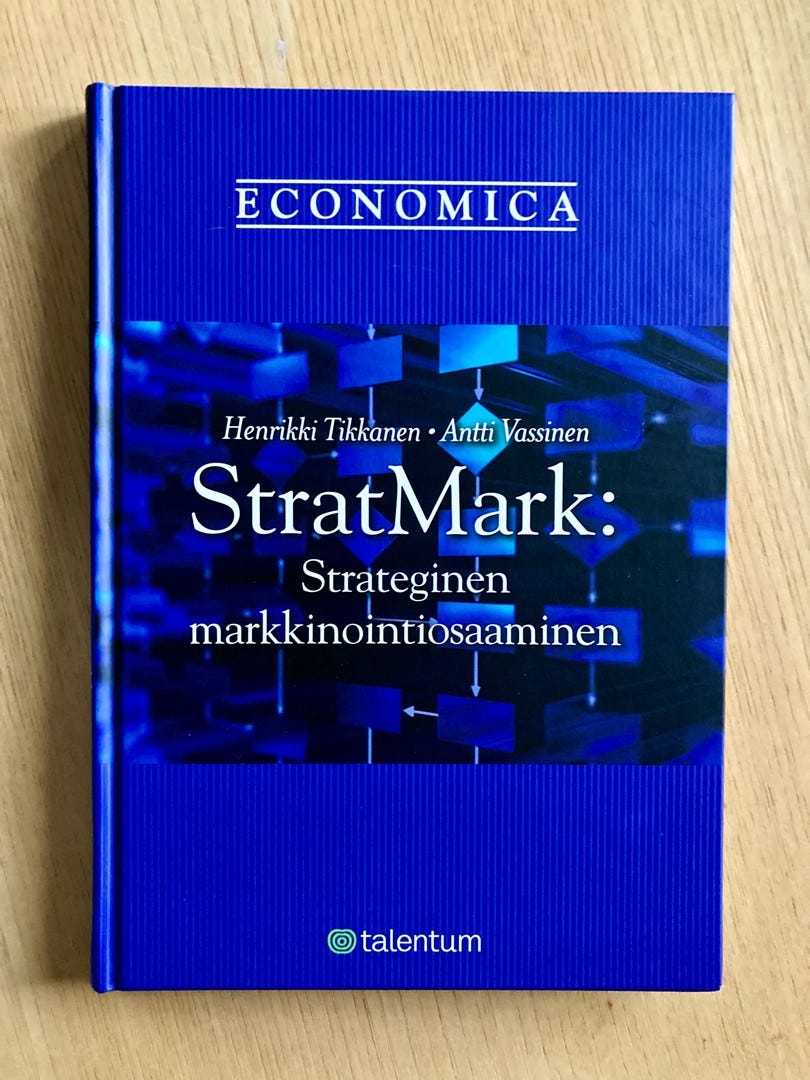 ECONOMICA
Henrikki Tikkanen • Antti Vassinen
StratMark:
Strateginen
markkinointiosaaminen
talentum